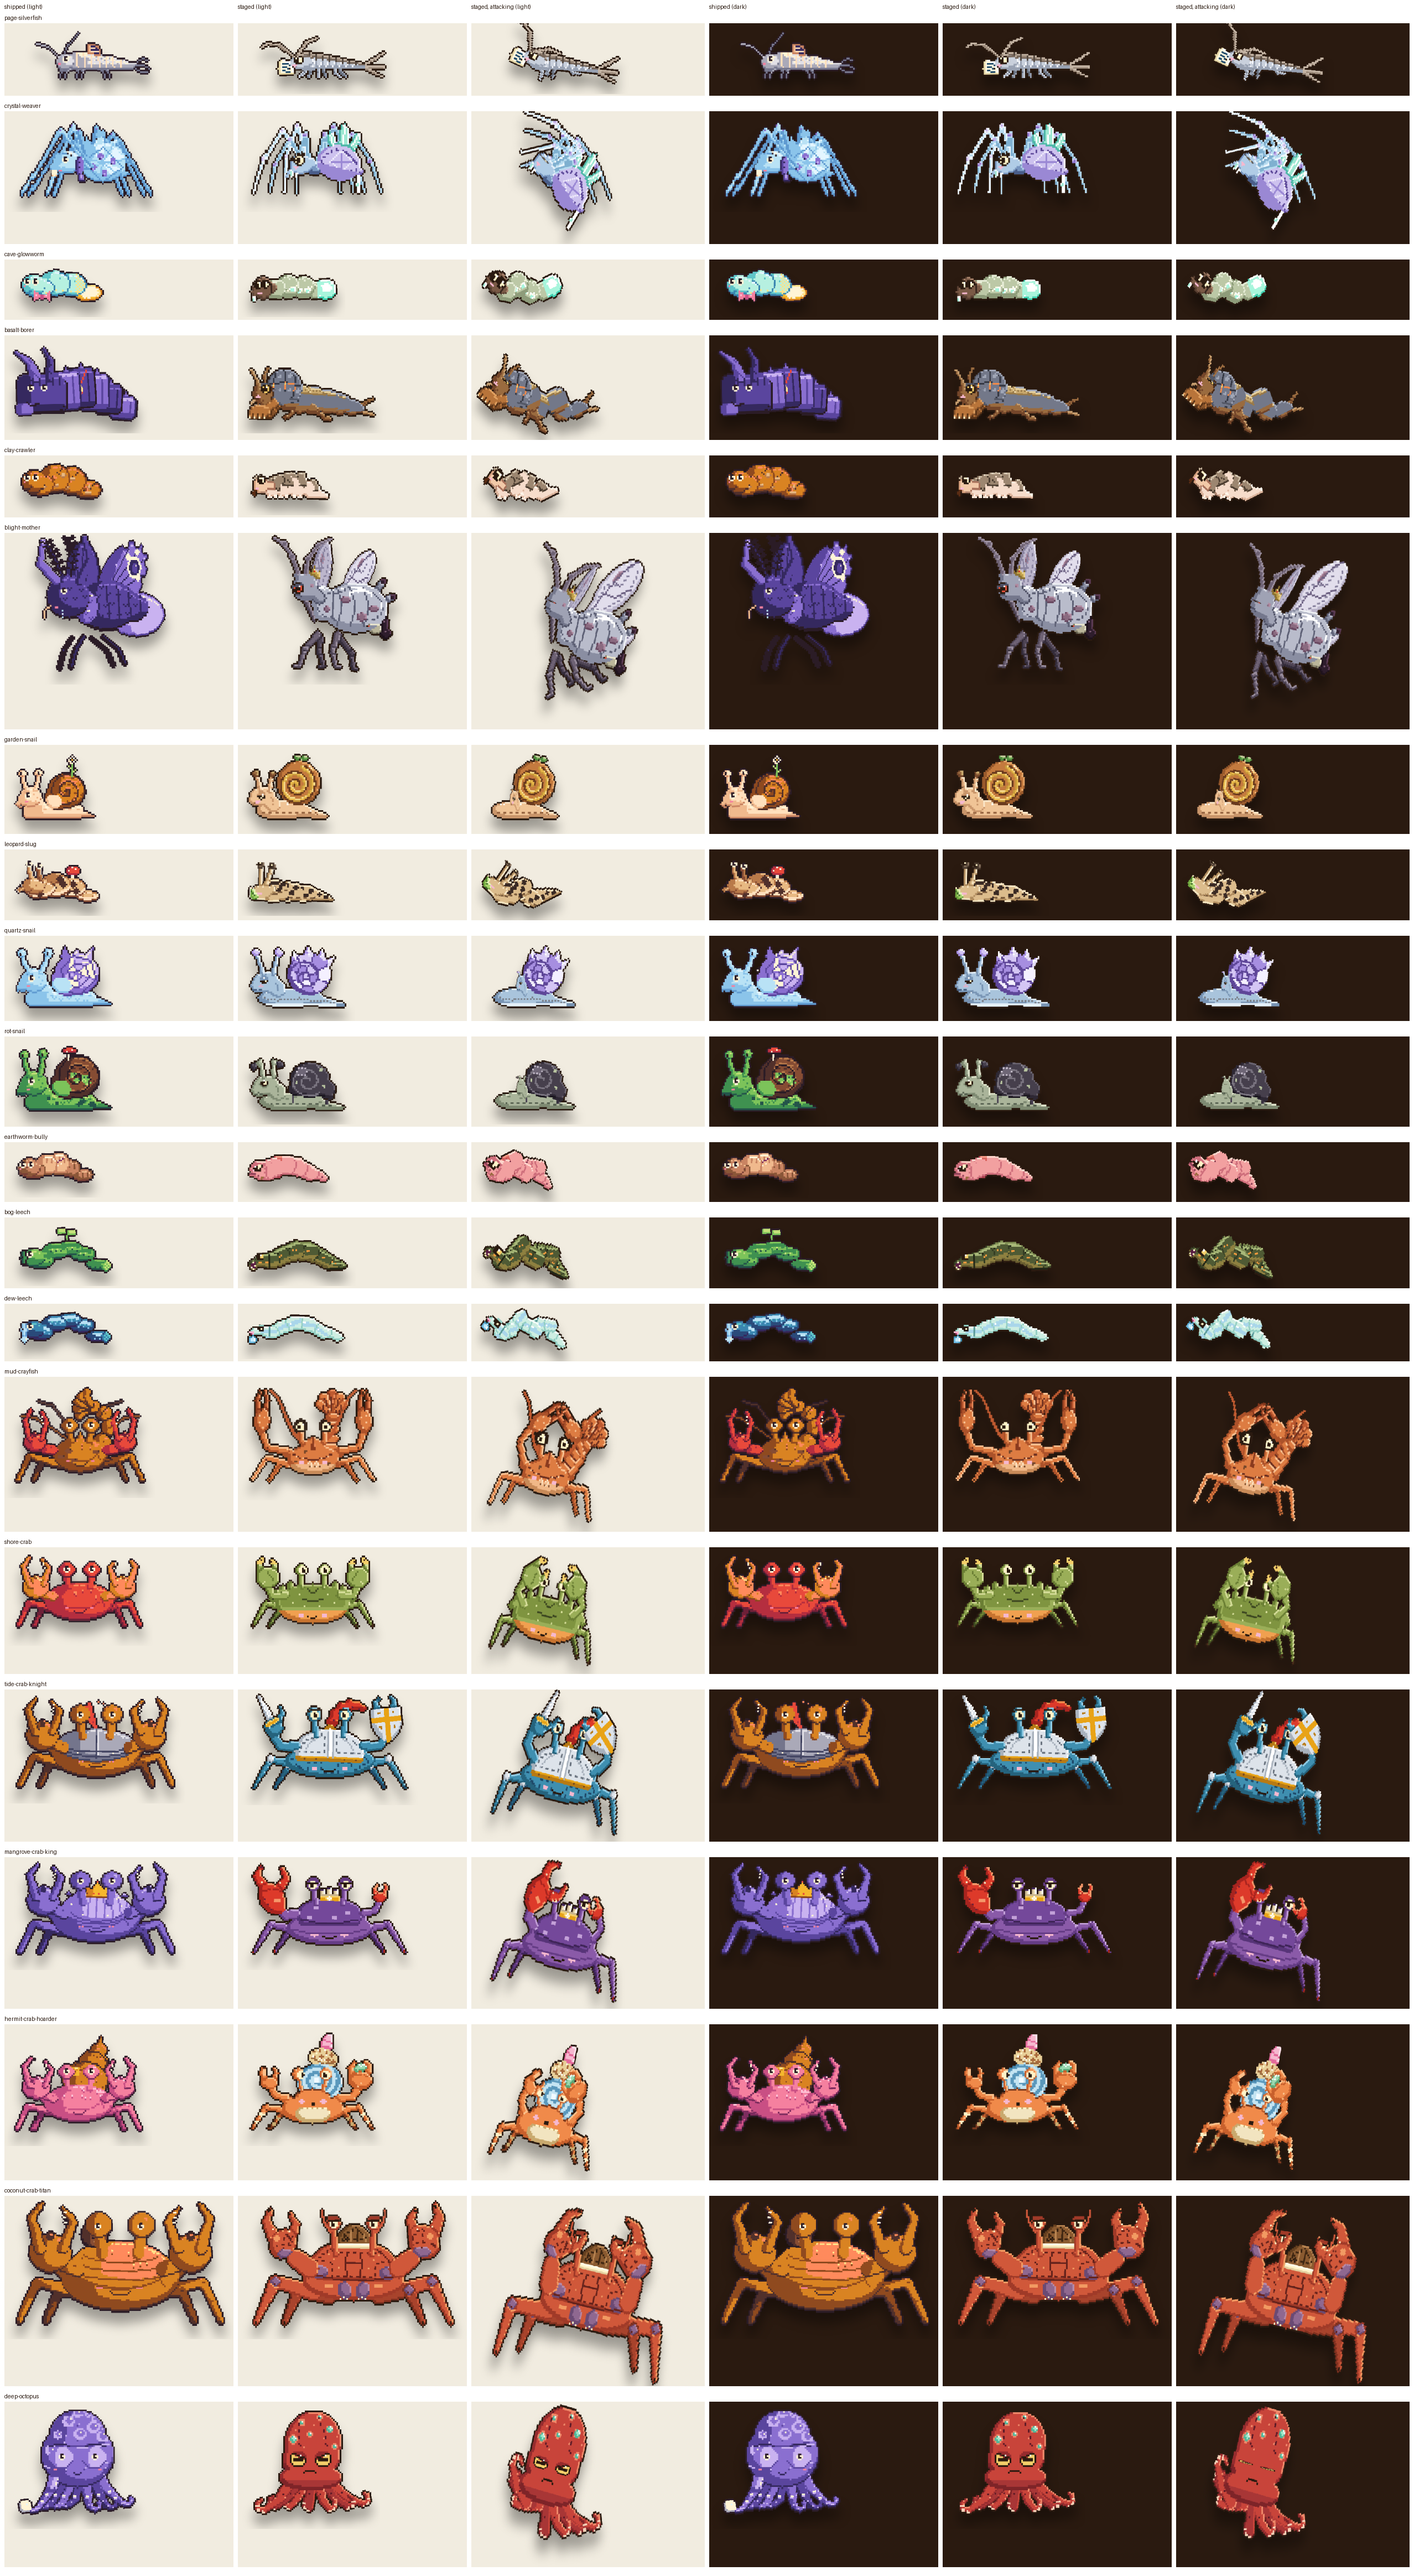 shipped (light) staged (light) staged, attacking (light) shipped (dark) staged (dark) staged, attacking (dark)
page-silverfish
crystal-weaver
cave-glowworm
basalt-borer
clay-crawler
blight-mother
garden-snail
leopard-slug
quartz-snail
rot-snail
earthworm-bully
bog-leech
dew-leech
mud-crayfish
shore-crab
tide-crab-knight
mangrove-crab-king
hermit-crab-hoarder
coconut-crab-titan
deep-octopus